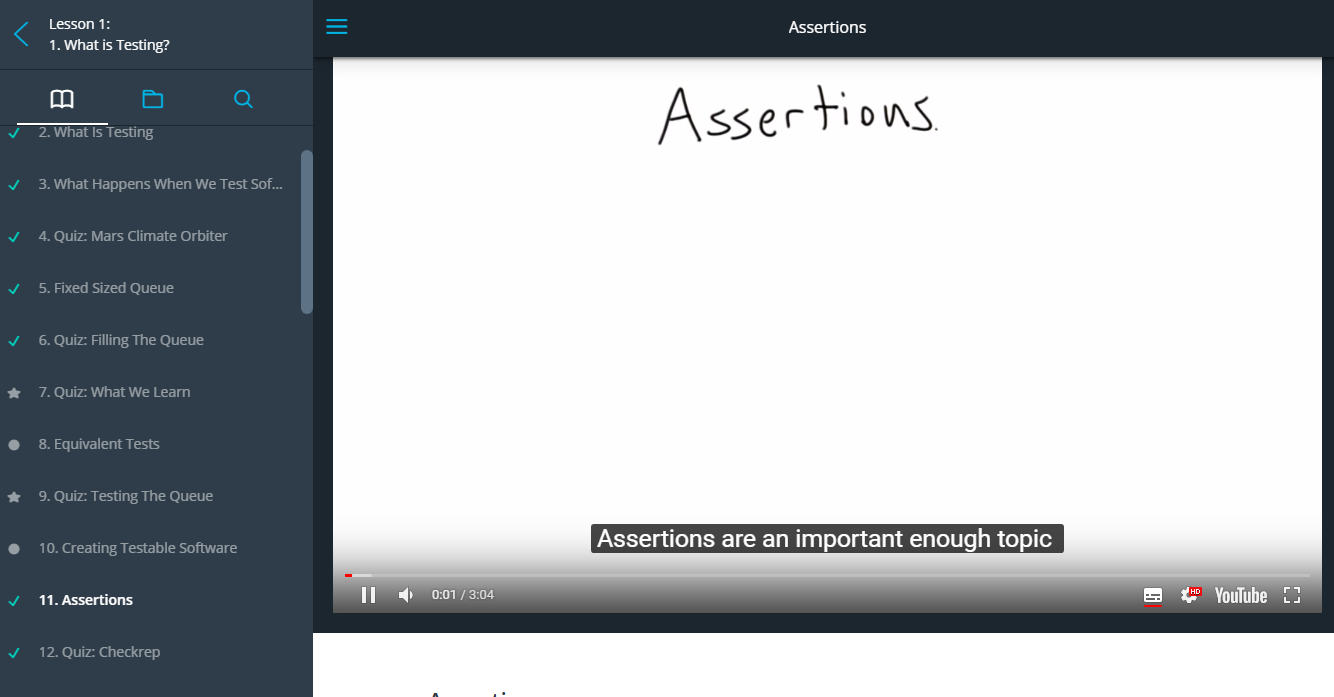 Lesson 1:
1. What is Testing?
2. What Is Testing
3. What Happens When We Test Sof...
4. Quiz: Mars Climate Orbiter
5. Fixed Sized Queue
6. Quiz: Filling The Queue
7. Quiz: What We Learn
8. Equivalent Tests
9. Quiz: Testing The Queue
10. Creating Testable Software
11. Assertions
12. Quiz: Checkrep
Assertions
Assertions.
Assertions are an important enough topic
0:01 / 3:04
HD
YouTube